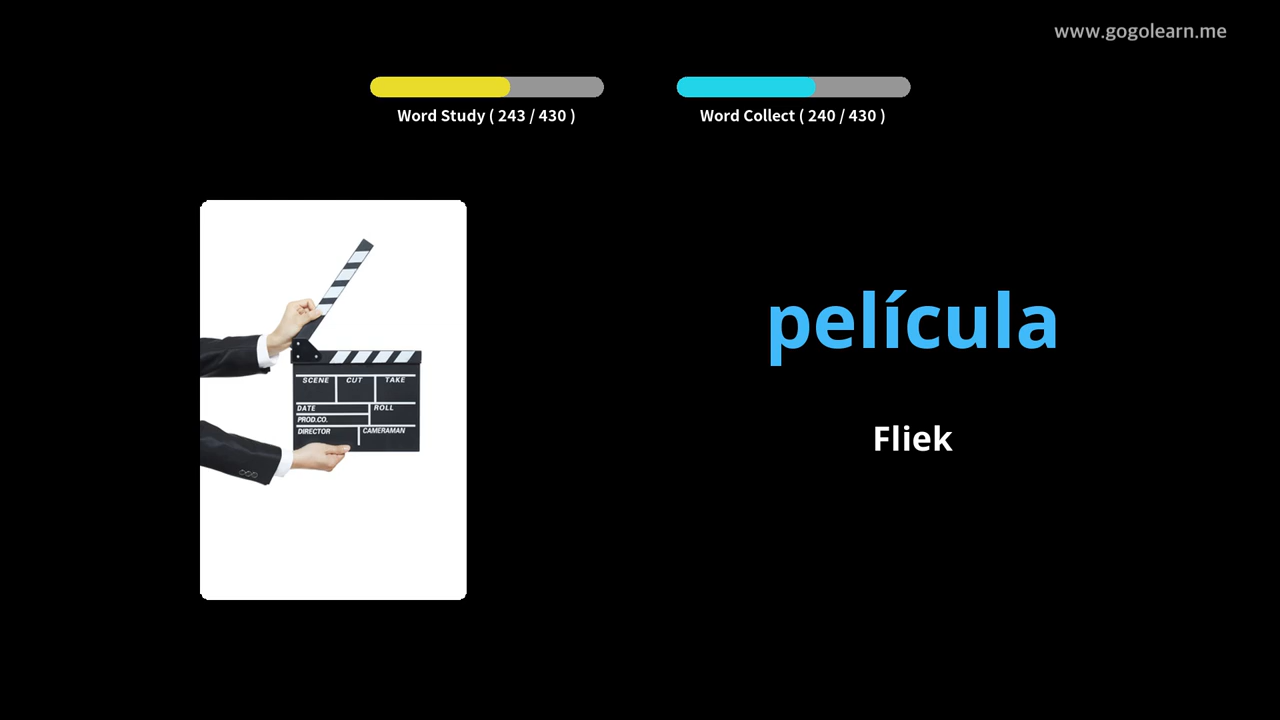 www.gogolearn.me
Word Study ( 243 / 430 )
Word Collect ( 240 / 430 )
SCENE CUT TAKE
DATE ROLL
PROD.CO.
DIRECTOR CAMERAMAN
película
Fliek